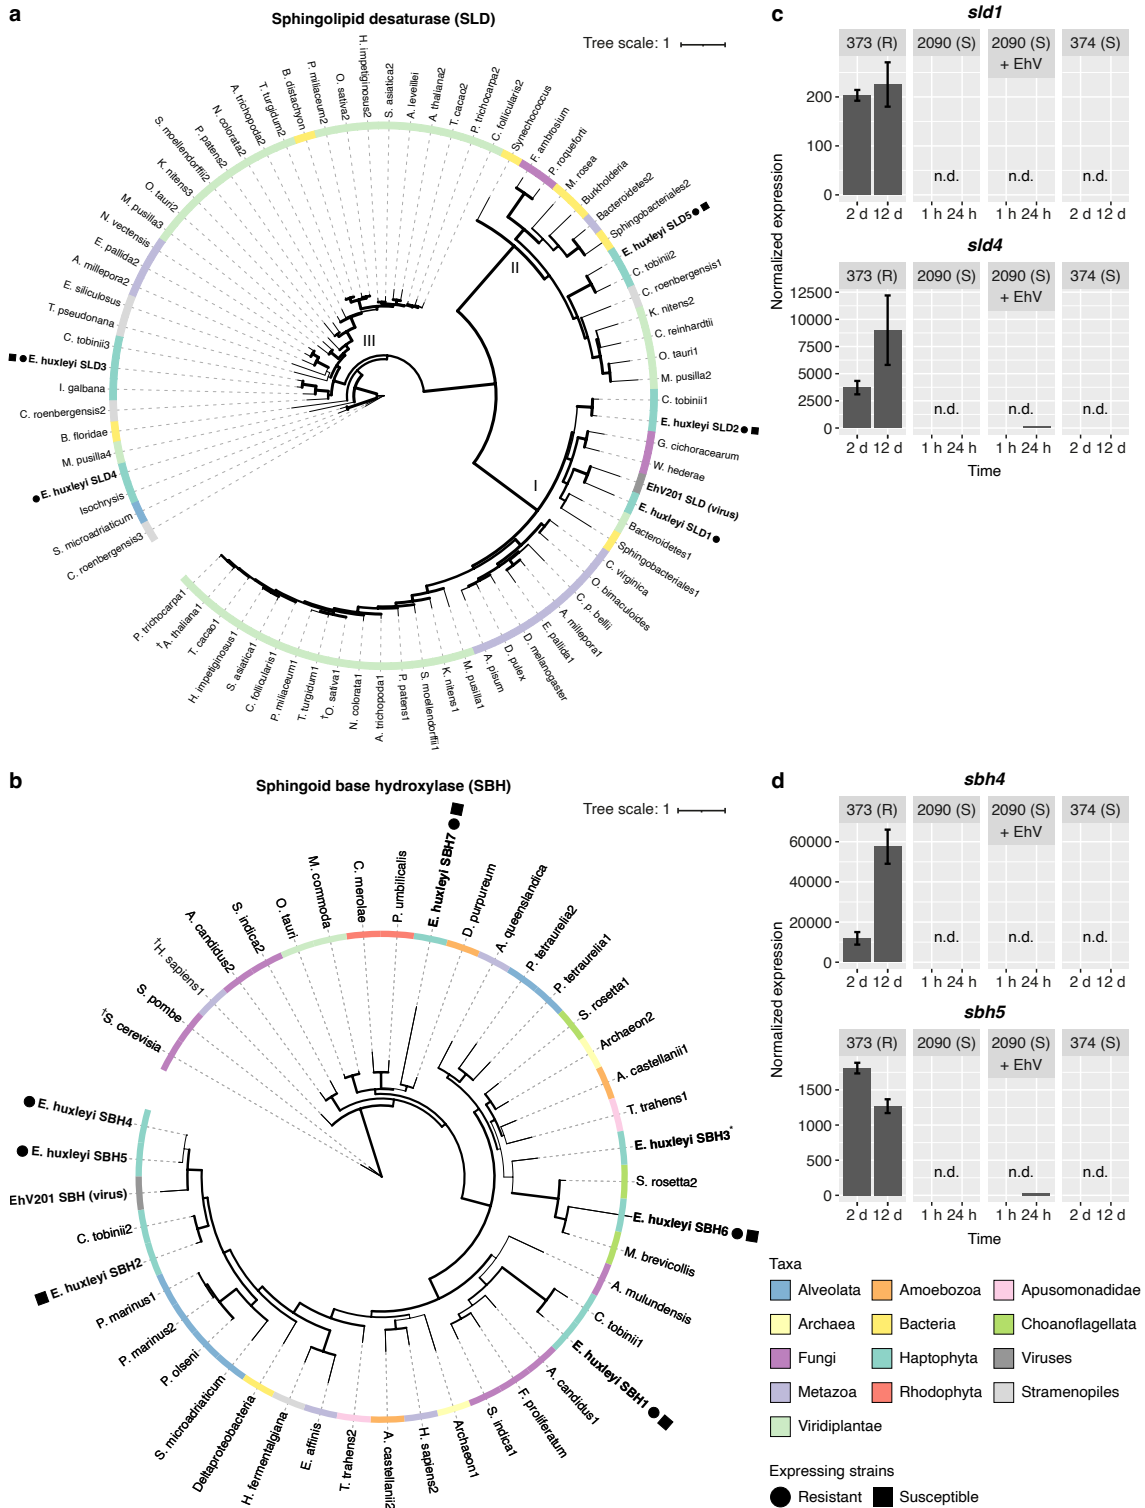 a
Sphingolipid desaturase (SLD)
Tree scale: 1
H. impetiginosus2
S. asiatica2
A. leveillei
A. thaliana2
T. cacao2
P. trichocarpa2
C. follicularis2
Synechococcus
F. ambrosium
P. roqueforti
M. rosea
Burkholderia
Bacteroidetes2
Sphingobacteriales2
E. huxleyi SLD5
C. tobinii2
C. roenbergensis1
K. nitens2
C. reinhardtii
O. tauri1
M. pusilla2
C. tobinii1
E. huxleyi SLD2
G. cichoracearum
W. hederae
EhV201 SLD (virus)
E. huxleyi SLD1
Bacteroidetes1
Sphingobacteriales1
C. virginica
O. bimaculoides
C. p. bellii
A. millepora1
E. pallida1
D. melanogaster
D. pulex
A. pisum
M. pusilla1
K. nitens1
S. moellendorffii1
P. patens1
A. trichopoda1
N. colorata1
†O. sativa1
T. turgidum1
P. miliaceum1
C. follicularis1
S. asiatica1
H. impetiginosus1
T. cacao1
†A. thaliana1
P. trichocarpa1
C. roenbergensis3
S. microadriaticum
Isochrysis
E. huxleyi SLD4
M. pusilla4
B. floridae
C. roenbergensis2
I. galbana
E. huxleyi SLD3
C. tobinii3
T. pseudonana
E. siliculosus
A. millepora2
E. pallida2
N. vectensis
M. pusilla3
O. tauri2
K. nitens3
S. moellendorffii2
P. patens2
N. colorata2
A. trichopoda2
T. turgidum2
B. distachyon
P. miliaceum2
O. sativa2
I
II
III
b
Sphingoid base hydroxylase (SBH)
Tree scale: 1
†S. cerevisia
S. pombe
†H. sapiens1
A. candidus2
S. indica2
O. tauri
M. commoda
C. merolae
P. umbilicalis
E. huxleyi SBH7
D. purpureum
A. queenslandica
P. tetraurelia2
P. tetraurelia1
S. rosetta1
Archaeon2
A. castellanii1
T. trahens1
E. huxleyi SBH3*
S. rosetta2
E. huxleyi SBH6
M. brevicollis
A. mulundensis
C. tobinii1
E. huxleyi SBH1
A. candidus1
F. proliferatum
S. indica1
Archaeon1
H. sapiens2
A. castellanii2
T. trahens2
E. affinis
H. fermentalgiana
Deltaproteobacteria
S. microadriaticum
P. olseni
P. marinus2
P. marinus1
E. huxleyi SBH2
C. tobinii2
EhV201 SBH (virus)
E. huxleyi SBH5
E. huxleyi SBH4
c
sld1
373 (R) 2090 (S) 2090 (S) 374 (S)
+ EhV
200
100
0
n.d. n.d. n.d.
2 d 12 d 1 h 24 h 1 h 24 h 2 d 12 d
Normalized expression
sld4
373 (R) 2090 (S) 2090 (S) 374 (S)
+ EhV
12500
10000
7500
5000
2500
0
n.d. n.d. n.d.
2 d 12 d 1 h 24 h 1 h 24 h 2 d 12 d
Time
d
sbh4
373 (R) 2090 (S) 2090 (S) 374 (S)
+ EhV
60000
40000
20000
0
n.d. n.d. n.d.
1 h 24 h 1 h 24 h 2 d 12 d
2 d 12 d
Normalized expression
sbh5
373 (R) 2090 (S) 2090 (S) 374 (S)
+ EhV
1500
1000
500
0
n.d. n.d. n.d.
2 d 12 d 1 h 24 h 1 h 24 h 2 d 12 d
Time
Taxa
Alveolata Amoebozoa Apusomonadidae
Archaea Bacteria Choanoflagellata
Fungi Haptophyta Viruses
Metazoa Rhodophyta Stramenopiles
Viridiplantae
Expressing strains
Resistant Susceptible